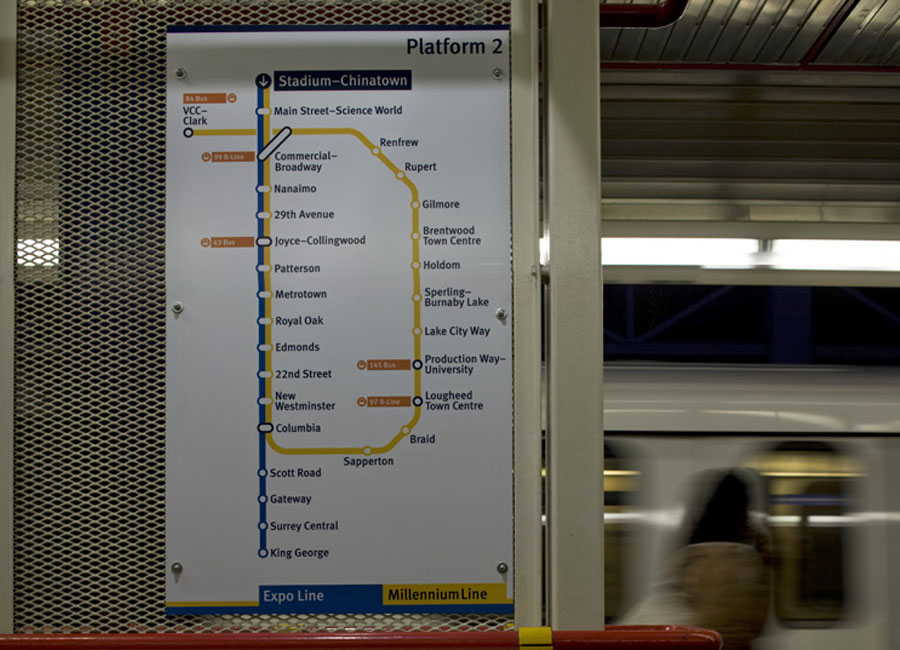 Platform 2
Stadium–Chinatown
84 Bus
VCC–
Clark
Main Street–Science World
99 B-Line
Commercial–
Broadway
Nanaimo
29th Avenue
43 Bus
Joyce–Collingwood
Patterson
Metrotown
Royal Oak
Edmonds
22nd Street
New
Westminster
Columbia
Scott Road
Gateway
Surrey Central
King George
Renfrew
Rupert
Gilmore
Brentwood
Town Centre
Holdom
Sperling–
Burnaby Lake
Lake City Way
145 Bus
Production Way–
University
97 B-Line
Lougheed
Town Centre
Braid
Sapperton
Expo Line
Millennium Line